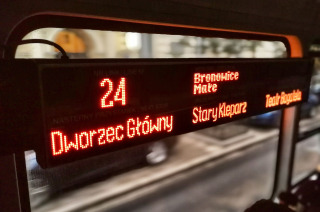 24
Dworzec Główny
Bronowice
Małe
Stary Kleparz
Teatr Bagatela